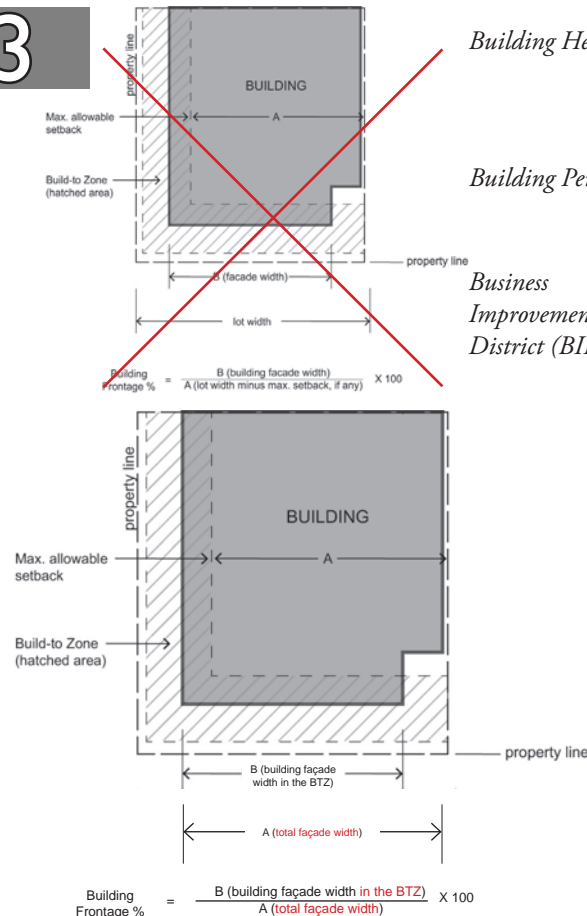 3
property line
BUILDING
A
Max. allowable
setback
Build-to Zone
(hatched area)
property line
B (facade width)
lot width
Building
Frontage %
=
B (building facade width)
A (lot width minus max. setback, if any)
X 100
Building He
Building Per
Business
Improvemen
District (BI
property line
BUILDING
A
Max. allowable
setback
Build-to Zone
(hatched area)
property line
B (building façade
width in the BTZ)
A (total façade width)
Building
Frontage %
=
B (building façade width in the BTZ)
A (total façade width)
X 100